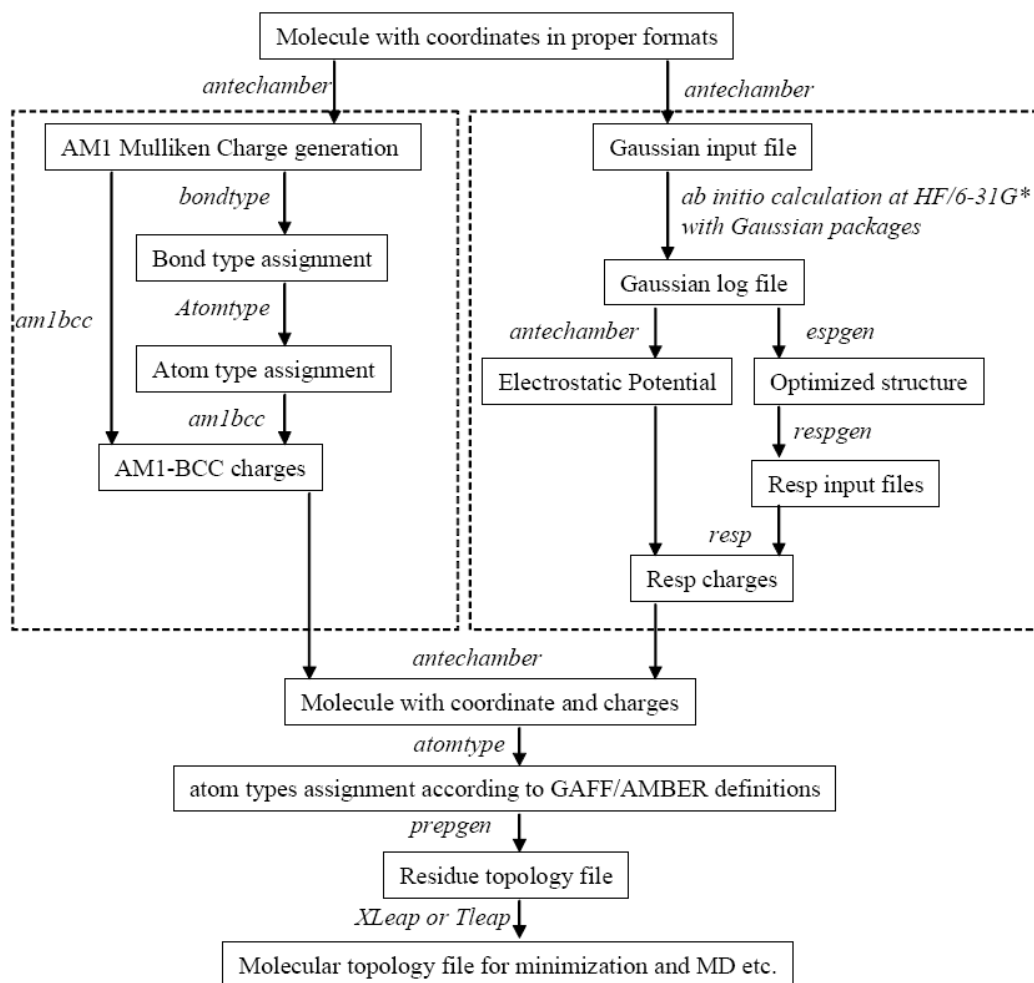 Molecule with coordinates in proper formats
antechamber
antechamber
AM1 Mulliken Charge generation
bondtype
Bond type assignment
Atomtype
am1bcc
Atom type assignment
am1bcc
AM1-BCC charges
Gaussian input file
ab initio calculation at HF/6-31G*
with Gaussian packages
Gaussian log file
antechamber
espgen
Electrostatic Potential
Optimized structure
respgen
Resp input files
resp
Resp charges
antechamber
Molecule with coordinate and charges
atomtype
atom types assignment according to GAFF/AMBER definitions
prepgen
Residue topology file
XLeap or Tleap
Molecular topology file for minimization and MD etc.